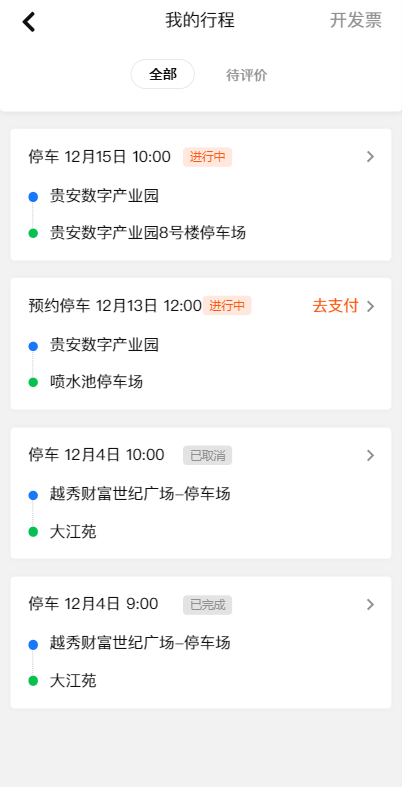 我的行程 开发票
全部 待评价
停车 12月15日 10:00 进行中
贵安数字产业园
贵安数字产业园8号楼停车场
预约停车 12月13日 12:00 进行中 去支付
贵安数字产业园
喷水池停车场
停车 12月4日 10:00 已取消
越秀财富世纪广场–停车场
大江苑
停车 12月4日 9:00 已完成
越秀财富世纪广场–停车场
大江苑